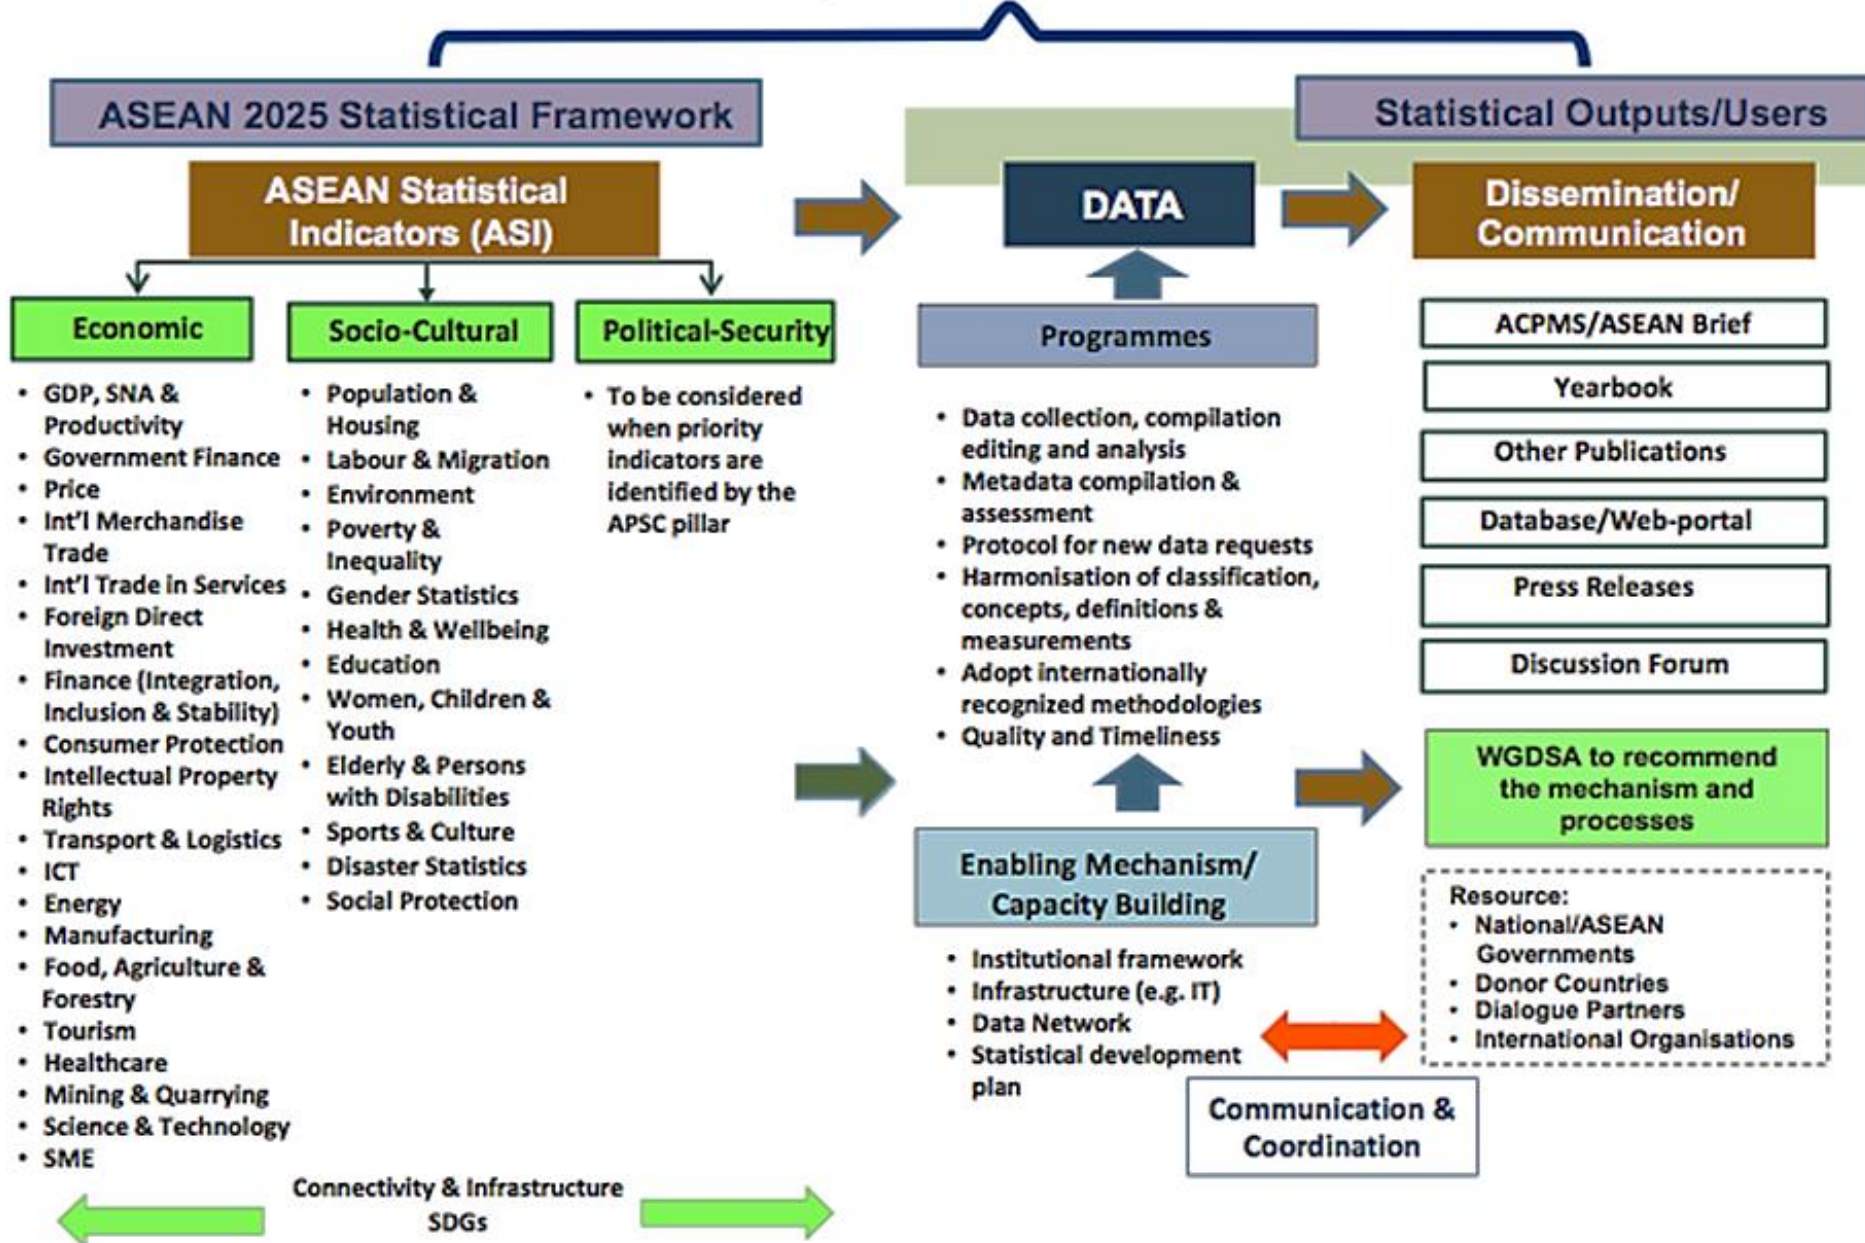 ASEAN 2025 Statistical Framework
Statistical Outputs/Users
ASEAN Statistical
Indicators (ASI)
DATA
Dissemination/
Communication
Economic
• GDP, SNA &
Productivity
• Government Finance
• Price
• Int'l Merchandise
Trade
• Int'l Trade in Services
• Foreign Direct
Investment
• Finance (Integration,
Inclusion & Stability)
• Consumer Protection
• Intellectual Property
Rights
• Transport & Logistics
• ICT
• Energy
• Manufacturing
• Food, Agriculture &
Forestry
• Tourism
• Healthcare
• Mining & Quarrying
• Science & Technology
• SME
Socio-Cultural
• Population &
Housing
• Labour & Migration
• Environment
• Poverty &
Inequality
• Gender Statistics
• Health & Wellbeing
• Education
• Women, Children &
Youth
• Elderly & Persons
with Disabilities
• Sports & Culture
• Disaster Statistics
• Social Protection
Political-Security
• To be considered
when priority
indicators are
identified by the
APSC pillar
Connectivity & Infrastructure
SDGs
Programmes
• Data collection, compilation
editing and analysis
• Metadata compilation &
assessment
• Protocol for new data requests
• Harmonisation of classification,
concepts, definitions &
measurements
• Adopt internationally
recognized methodologies
• Quality and Timeliness
Enabling Mechanism/
Capacity Building
• Institutional framework
• Infrastructure (e.g. IT)
• Data Network
• Statistical development
plan
ACPMS/ASEAN Brief
Yearbook
Other Publications
Database/Web-portal
Press Releases
Discussion Forum
WGDSA to recommend
the mechanism and
processes
Resource:
• National/ASEAN
Governments
• Donor Countries
• Dialogue Partners
• International Organisations
Communication &
Coordination